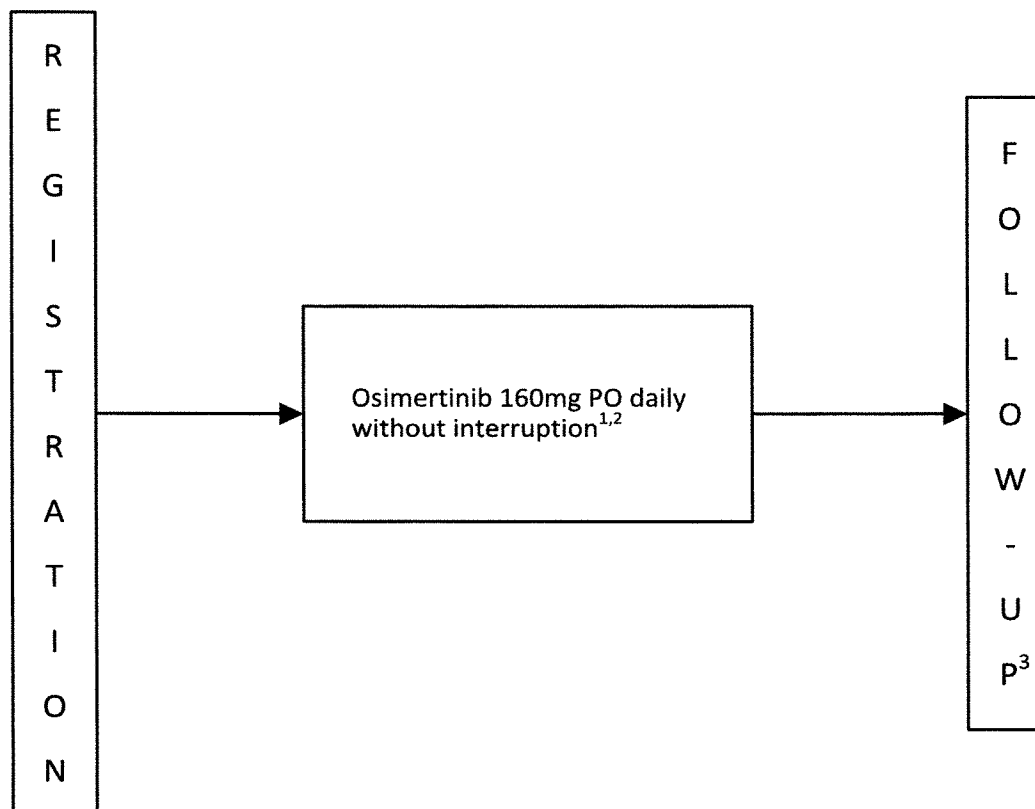 R
E
G
I
S
T
R
A
T
I
O
N
Osimertinib 160mg PO daily
without interruption1,2
F
O
L
L
O
W
-
U
P3